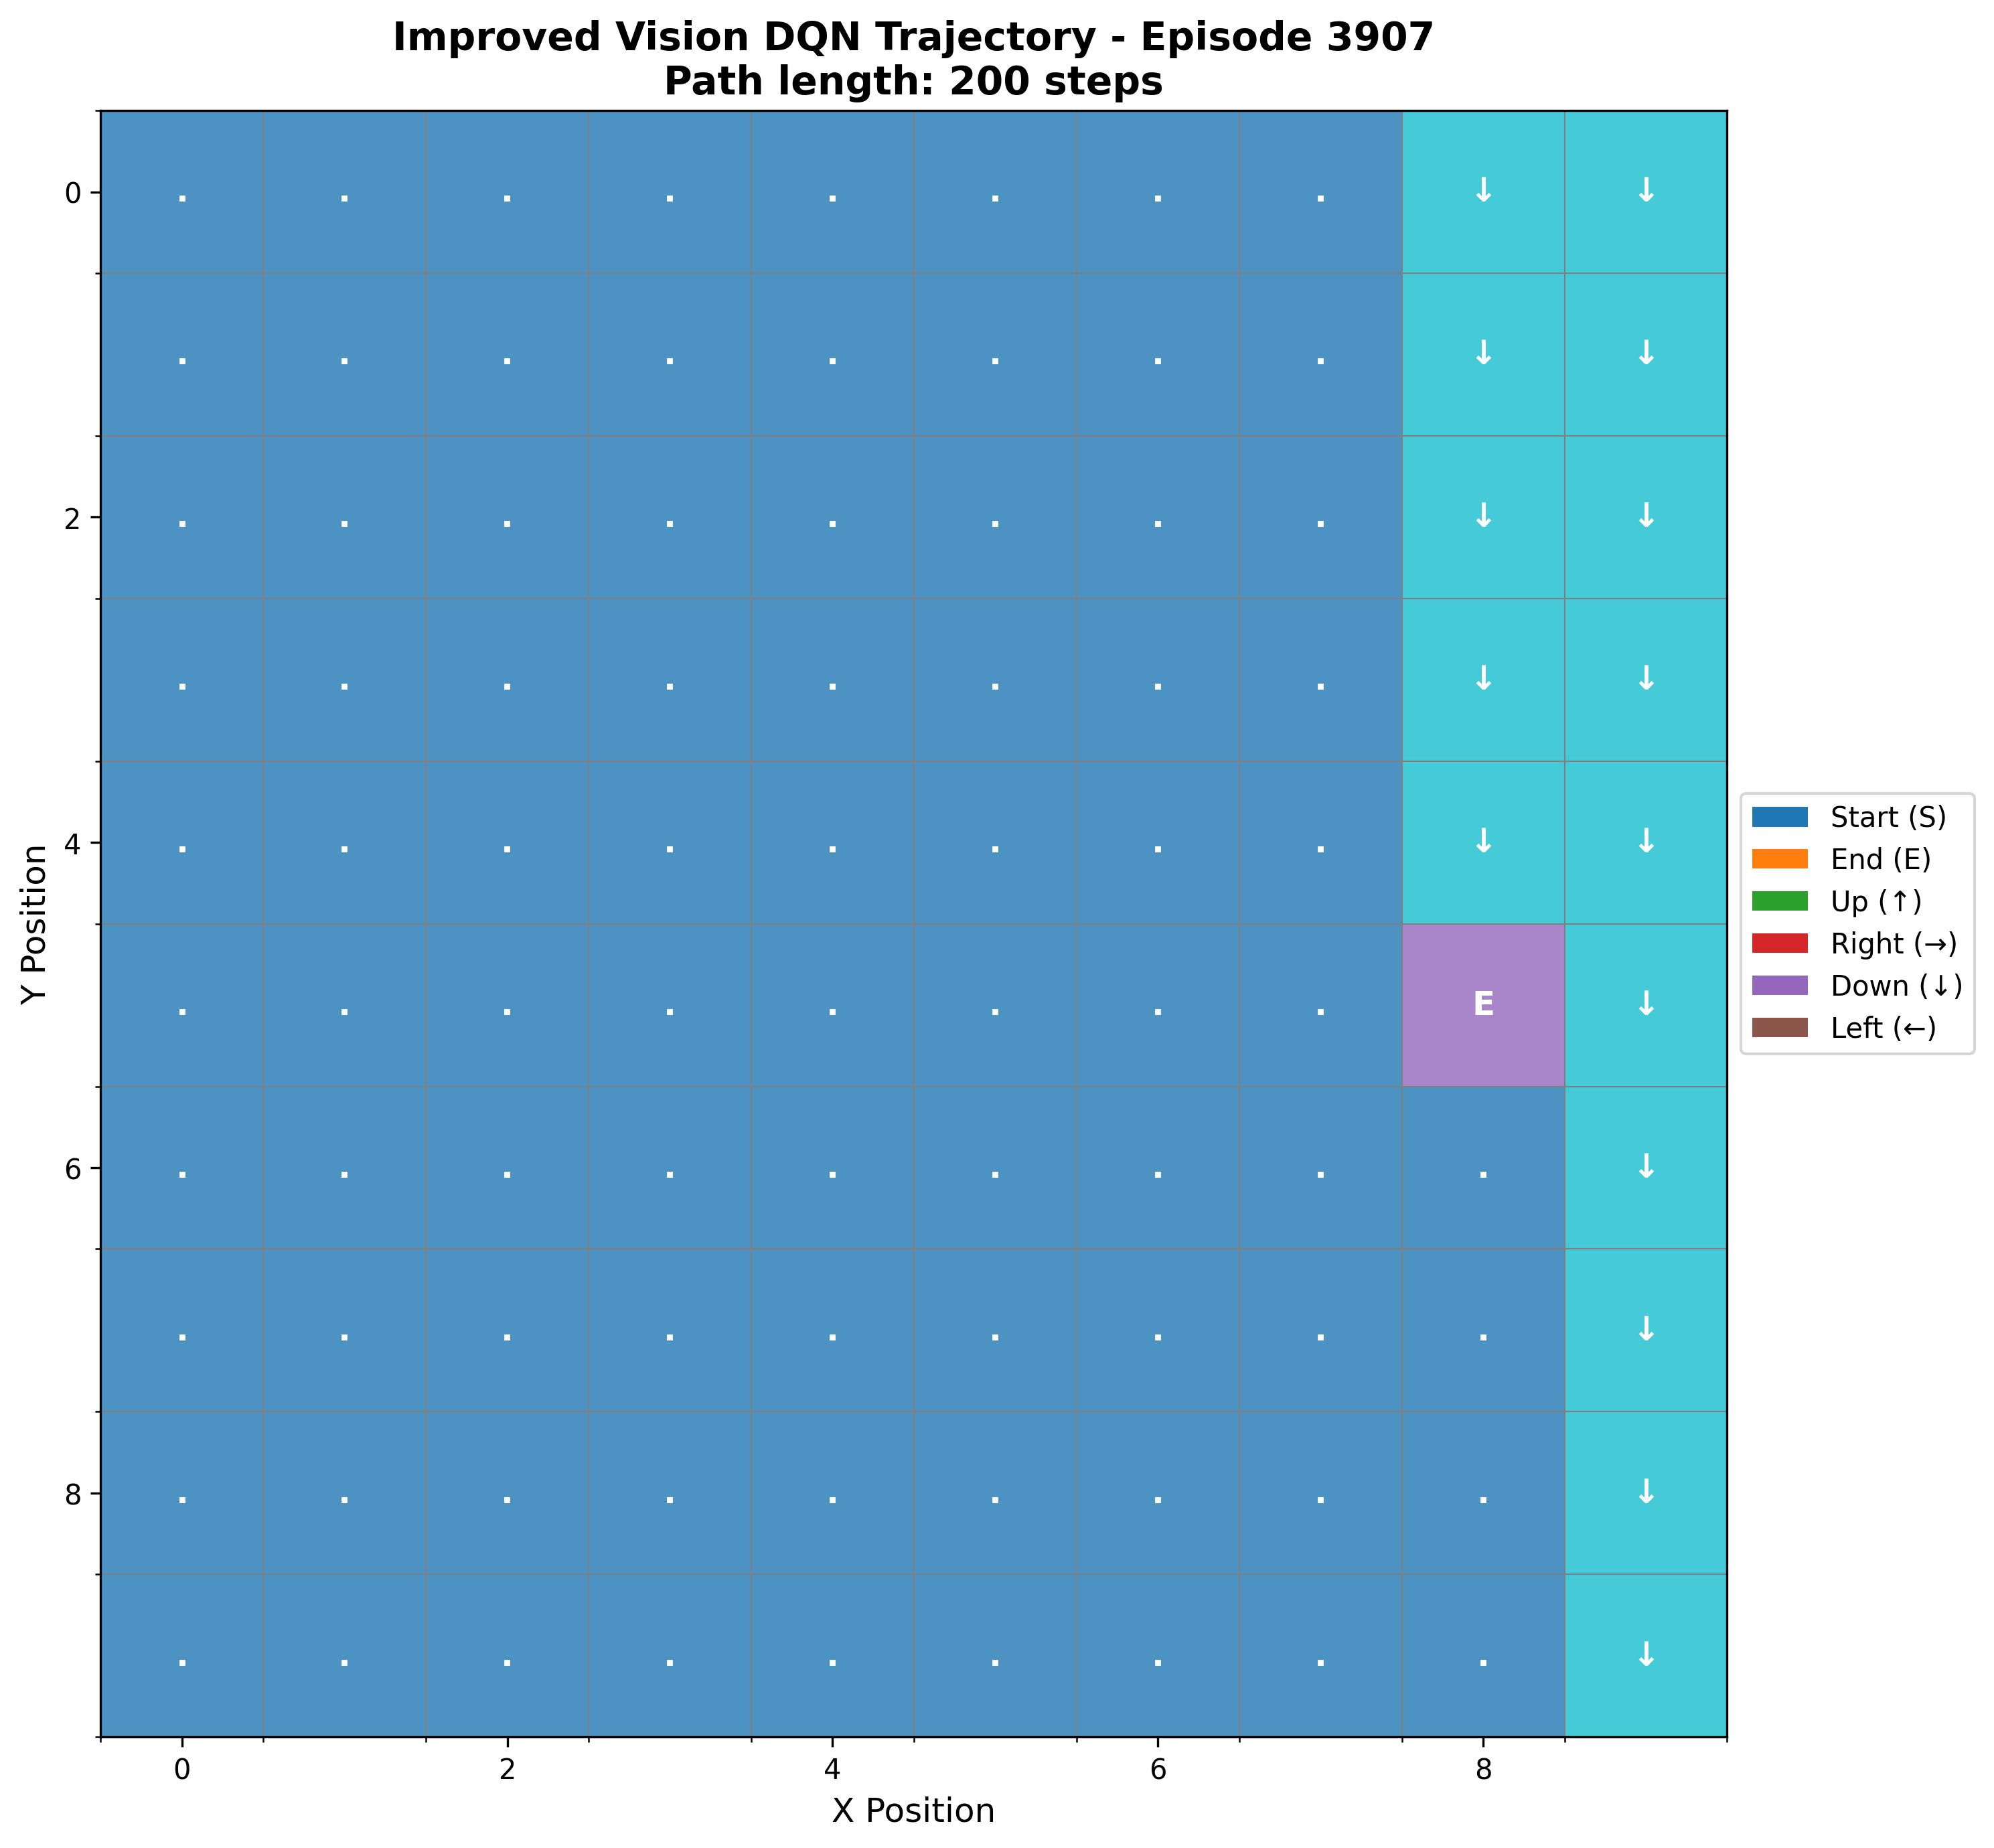 Improved Vision DQN Trajectory - Episode 3907
Path length: 200 steps
0 . . . . . . . . ↓ ↓
. . . . . . . . ↓ ↓
2 . . . . . . . . ↓ ↓
. . . . . . . . ↓ ↓
4 . . . . . . . . ↓ ↓
. . . . . . . . E ↓
6 . . . . . . . . . ↓
. . . . . . . . . ↓
8 . . . . . . . . . ↓
. . . . . . . . . ↓
0 2 4 6 8
X Position
Y Position
Start (S)
End (E)
Up (↑)
Right (→)
Down (↓)
Left (←)